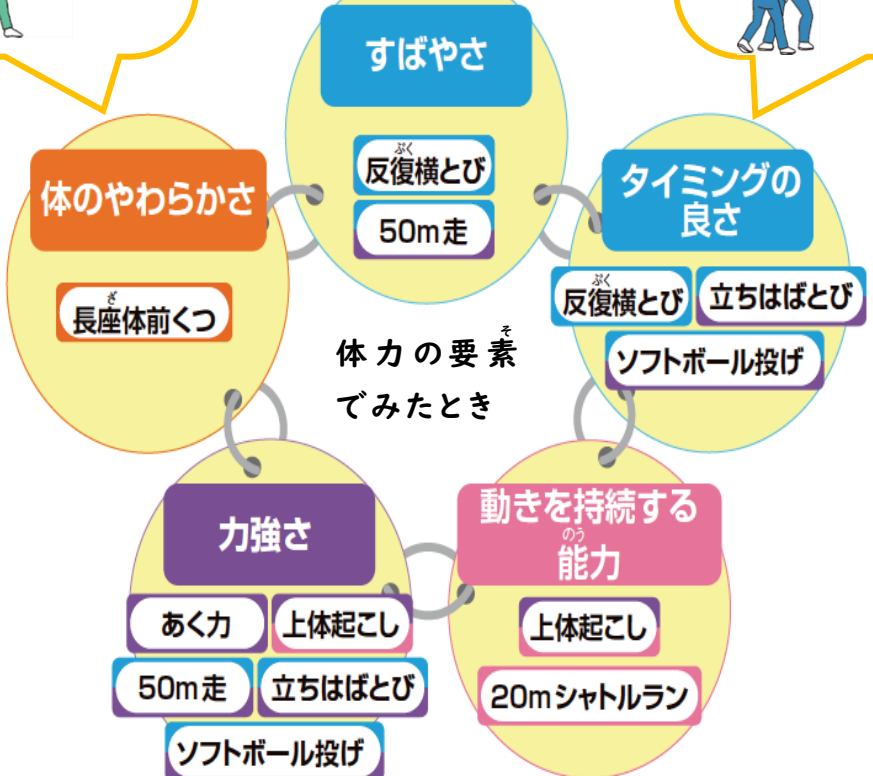 すばやさ
ぷく
反復横とび
50m走
体のやわらかさ
ざ
長座体前くつ
タイミングの
良さ
ぷく
反復横とび
立ちはばとび
ソフトボール投げ
そ
体力の要素
でみたとき
力強さ
あく力
上体起こし
50m走
立ちはばとび
ソフトボール投げ
動きを持続する
のう
能力
上体起こし
20mシャトルラン